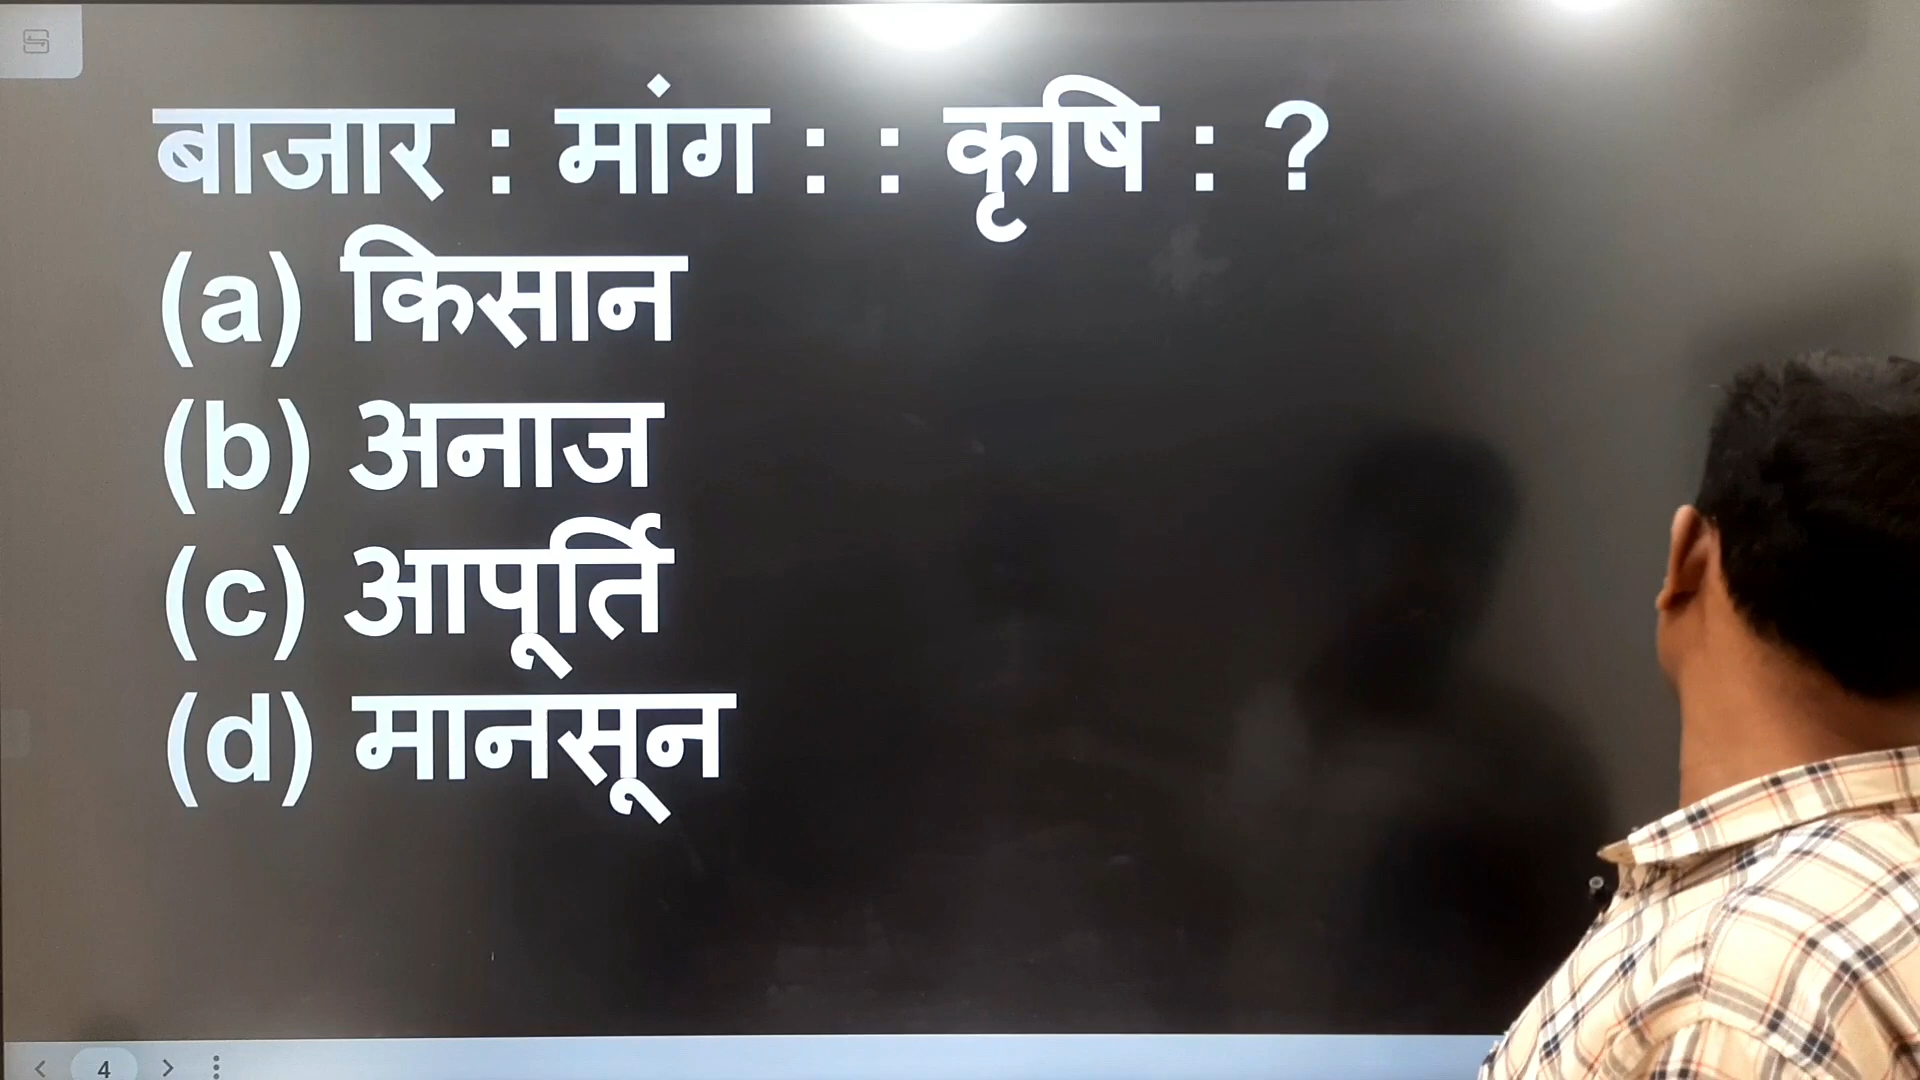 बाजार : मांग : : कृषि : ?
(a) किसान
(b) अनाज
(c) आपूर्ति
(d) मानसून
4